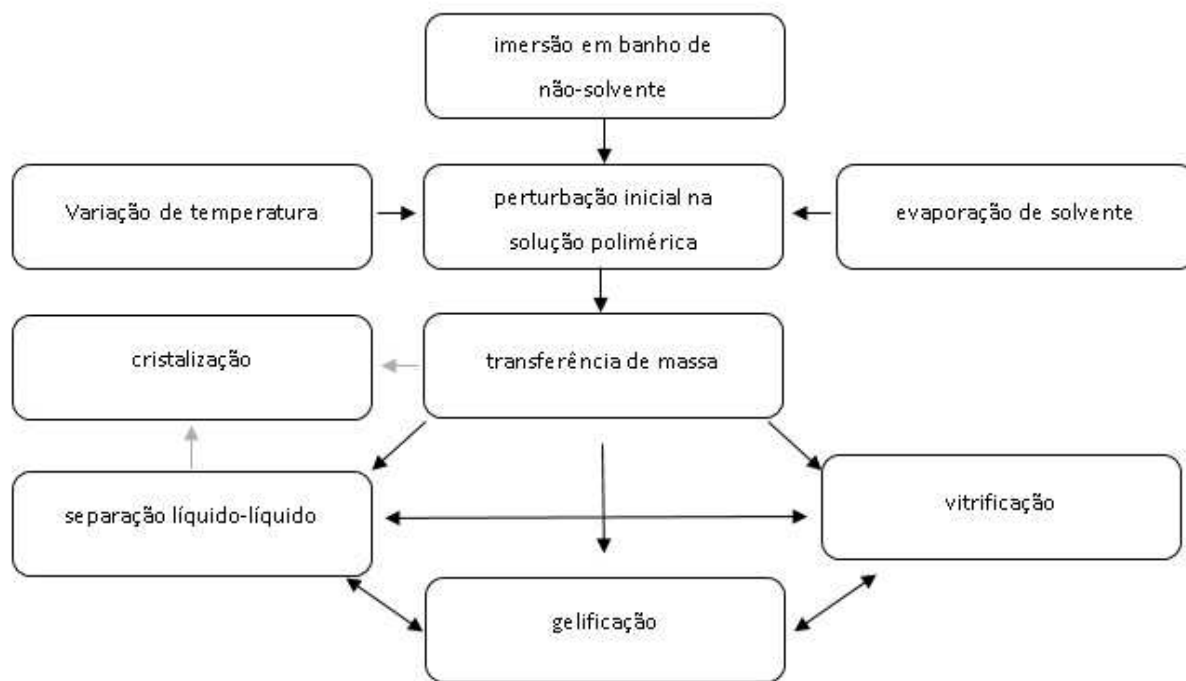 imersão em banho de
não-solvente
Variação de temperatura
perturbação inicial na
solução polimérica
evaporação de solvente
cristalização
transferência de massa
separação líquido-líquido
vitrificação
gelificação